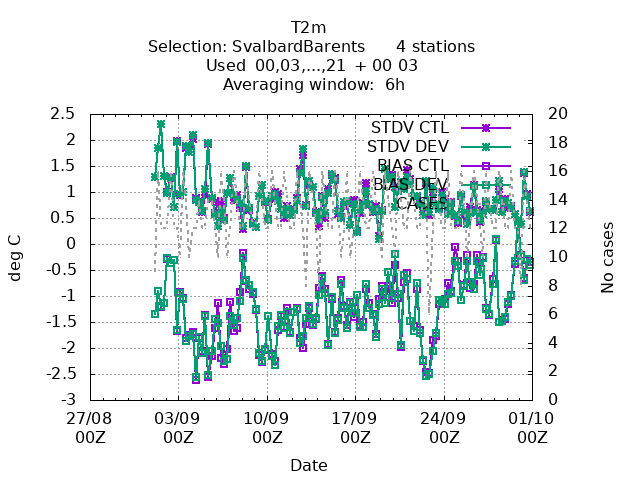 T2m
Selection: SvalbardBarents 4 stations
Used 00,03,...,21 + 00 03
Averaging window: 6h
2.5
2
1.5
1
0.5
0
-0.5
-1
-1.5
-2
-2.5
-3
deg C
20
18
16
14
12
10
8
6
4
2
0
No cases
STDV CTL
STDV DEV
BIAS CTL
BIAS DEV
CASES
27/08 03/09 10/09 17/09 24/09 01/10
00Z 00Z 00Z 00Z 00Z 00Z
Date